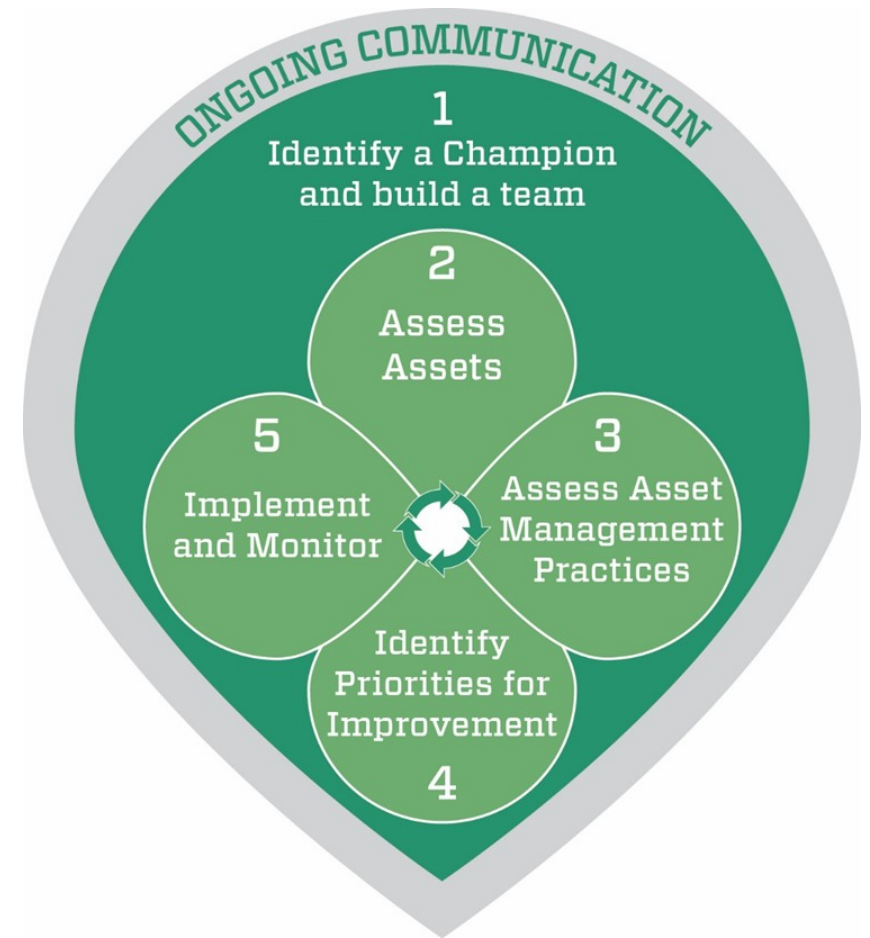 ONGOING COMMUNICATION
1
Identify a Champion
and build a team
2
Assess
Assets
3
Assess Asset
Management
Practices
Identify
Priorities for
Improvement
4
5
Implement
and Monitor